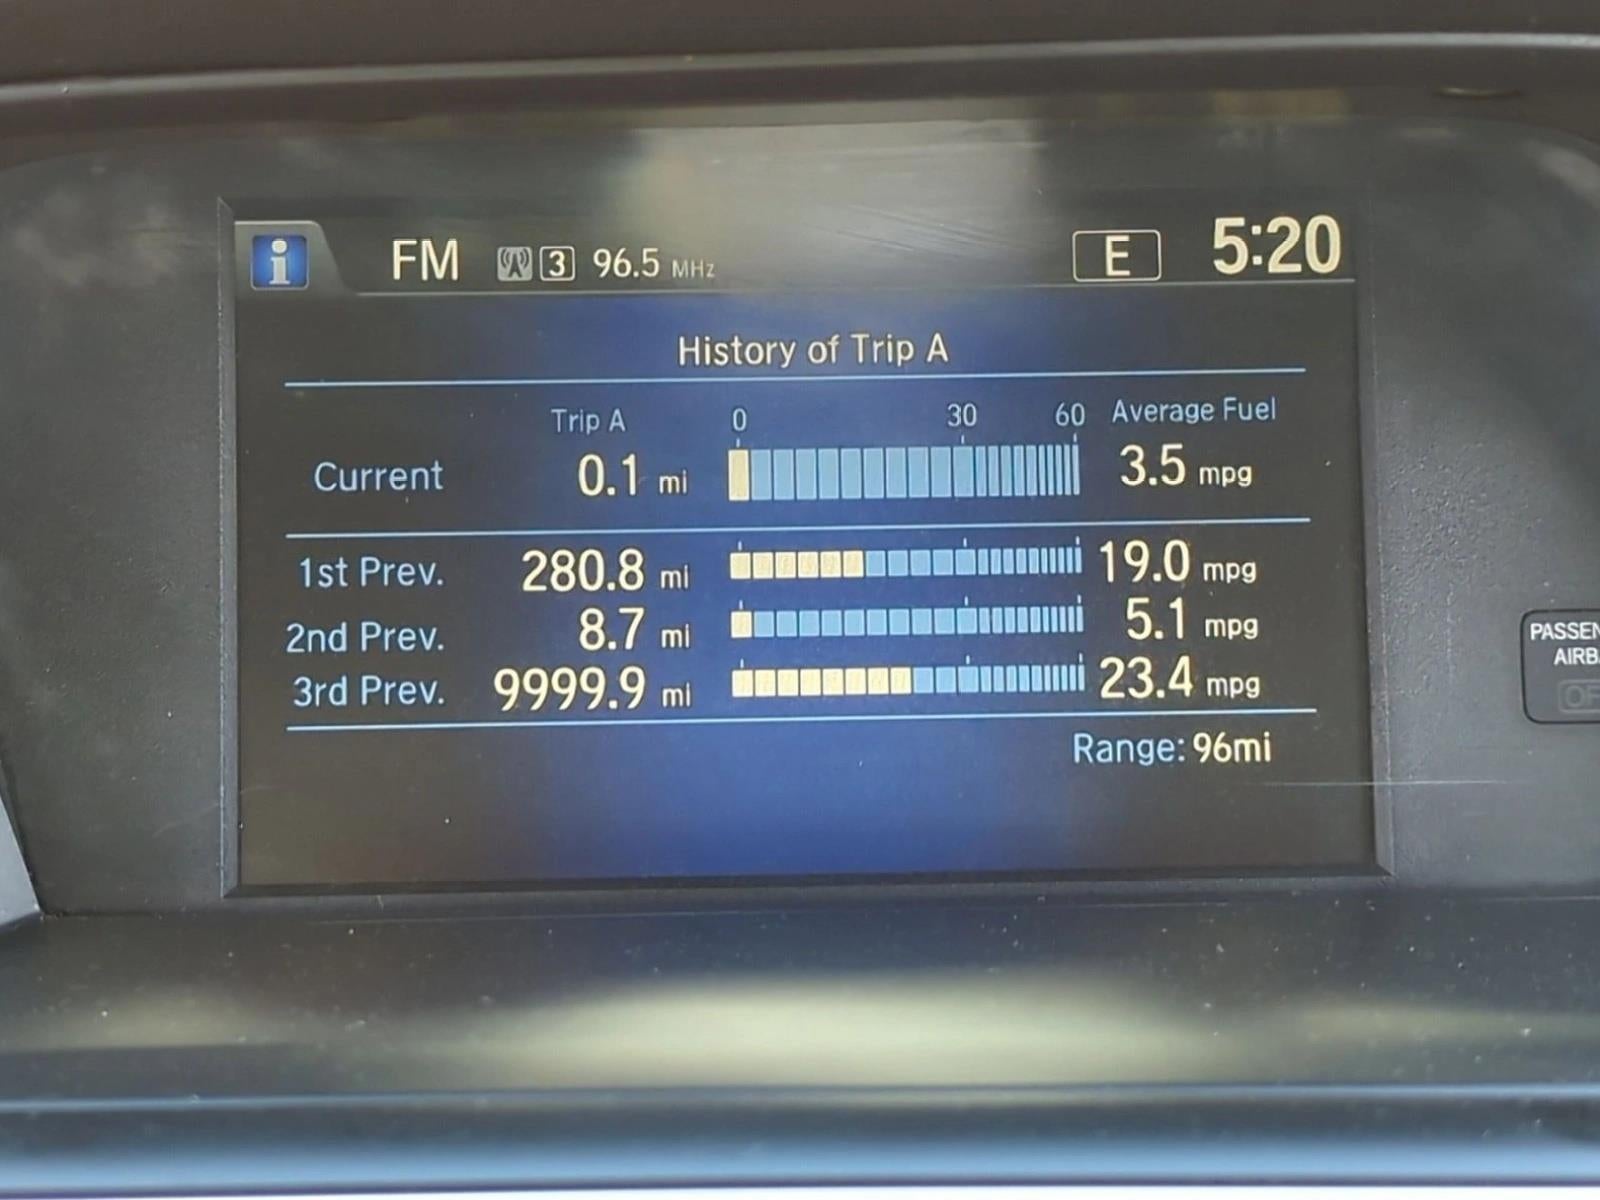 i FM 3 96.5 MHz E 5:20
History of Trip A
Trip A 0 30 60 Average Fuel
Current 0.1 mi 3.5 mpg
1st Prev. 280.8 mi 19.0 mpg
2nd Prev. 8.7 mi 5.1 mpg
3rd Prev. 9999.9 mi 23.4 mpg
Range: 96mi